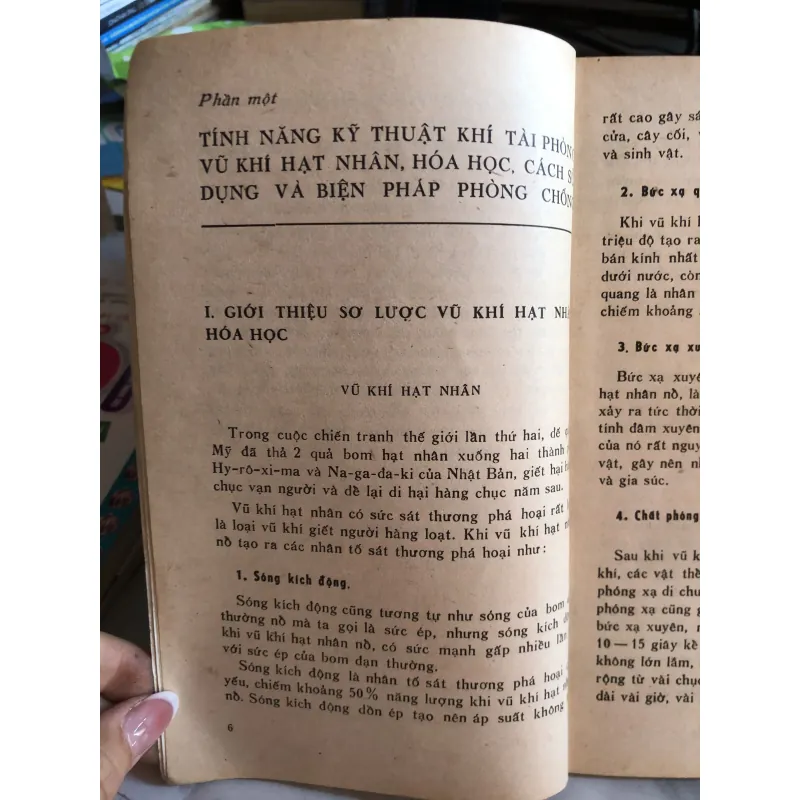 Phần một
TÍNH NĂNG KỸ THUẬT KHÍ TÀI PHÒN
VŨ KHÍ HẠT NHÂN, HÓA HỌC, CÁCH S
DỤNG VÀ BIỆN PHÁP PHÒNG CHỐN
I. GIỚI THIỆU SƠ LƯỢC VŨ KHÍ HẠT NH
HÓA HỌC
VŨ KHÍ HẠT NHÂN
Trong cuộc chiến tranh thế giới lần thứ hai, đế
Mỹ đã thả 2 quả bom hạt nhân xuống hai thành
Hy-rô-xi-ma và Na-ga-da-ki của Nhật Bản, giết hại
chục vạn người và để lại di hại hàng chục năm sau.
Vũ khí hạt nhân có sức sát thương phá hoại rất
là loại vũ khí giết người hàng loạt. Khi vũ khí hạt
nổ tạo ra các nhân tố sát thương phá hoại như:
1. Sóng kích động.
Sóng kích động cũng tương tự như sóng của bom
thường nổ mà ta gọi là sức ép, nhưng sóng kích
khi vũ khí hạt nhân nổ, có sức mạnh gấp nhiều lần
với sức ép của bom đạn thường.
Sóng kích động là nhân tố sát thương phá hoại
yếu, chiếm khoảng 50% năng lượng khi vũ khí hạt
nổ. Sóng kích động dồn ép tạo nên áp suất không
6
rất cao gây sá
cửa, cây cối,
và sinh vật.
2. Bức xạ q
Khi vũ khí
triệu độ tạo ra
bán kính nhất
dưới nước, còn
quang là nhân
chiếm khoảng
3. Bức xạ xu
Bức xạ xuyê
hạt nhân nổ, là
xảy ra tức thời
tính đâm xuyên
của nó rất nguy
vật, gây nên n
và gia súc.
4. Chất phóng
Sau khi vũ k
khí, các vật thể
phóng xạ di chu
phóng xạ cũng g
bức xạ xuyên,
10 — 15 giây kể
không lớn lắm,
rộng từ vài chục
dài vài giờ, vài